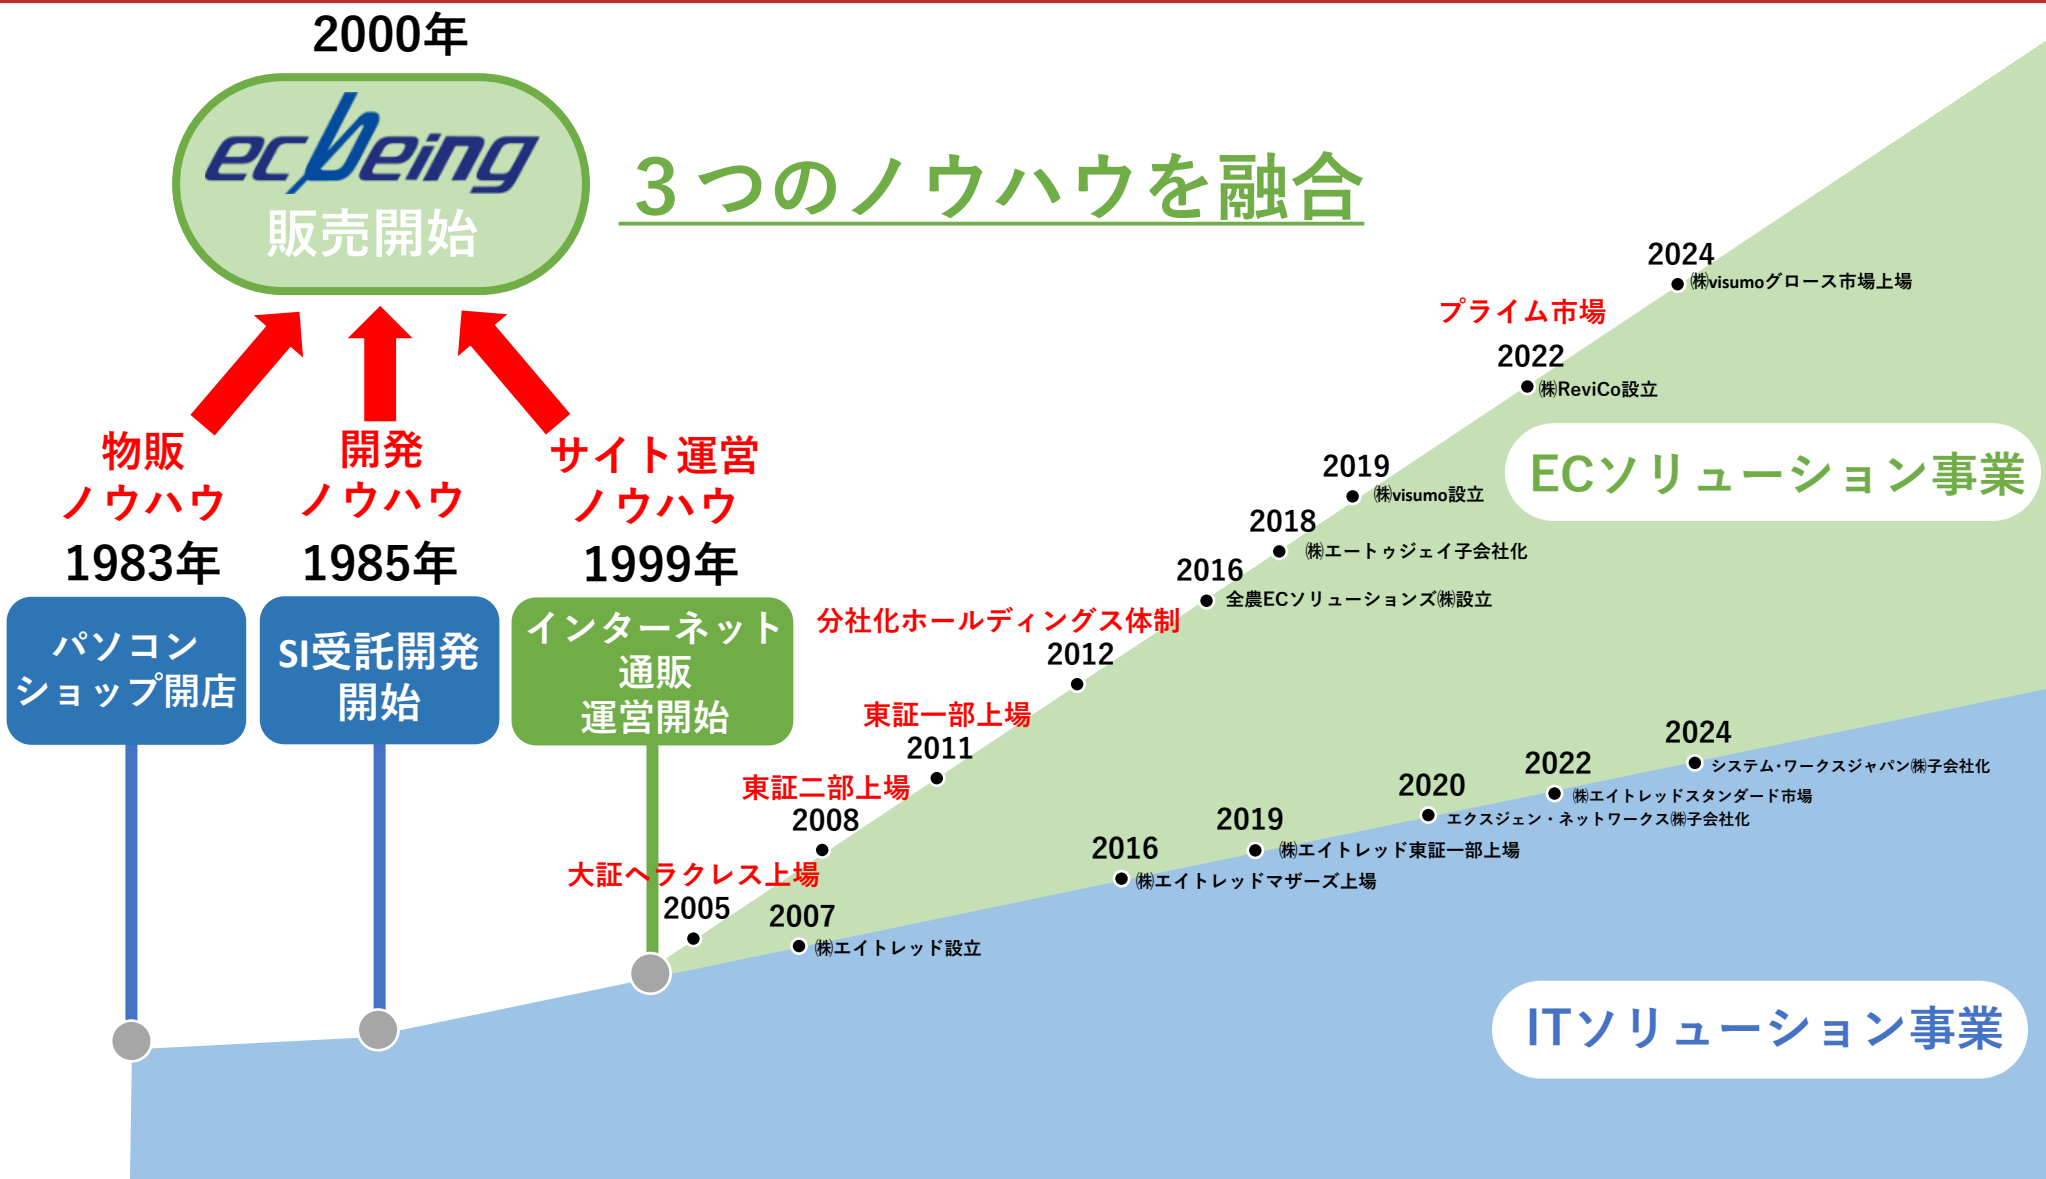 2000年
ecbeing
販売開始
３つのノウハウを融合
物販
ノウハウ
1983年
パソコン
ショップ開店
開発
ノウハウ
1985年
SI受託開発
開始
サイト運営
ノウハウ
1999年
インターネット
通販
運営開始
大証ヘラクレス上場
2005
東証二部上場
2008
東証一部上場
2011
分社化ホールディングス体制
2012
2016
全農ECソリューションズ㈱設立
2018
㈱エートゥジェイ子会社化
2019
㈱visumo設立
プライム市場
2022
㈱ReviCo設立
2024
㈱visumoグロース市場上場
ECソリューション事業
2007
㈱エイトレッド設立
2016
㈱エイトレッドマザーズ上場
2019
㈱エイトレッド東証一部上場
2020
エクスジェン・ネットワークス㈱子会社化
2022
㈱エイトレッドスタンダード市場
2024
システム･ワークスジャパン㈱子会社化
ITソリューション事業